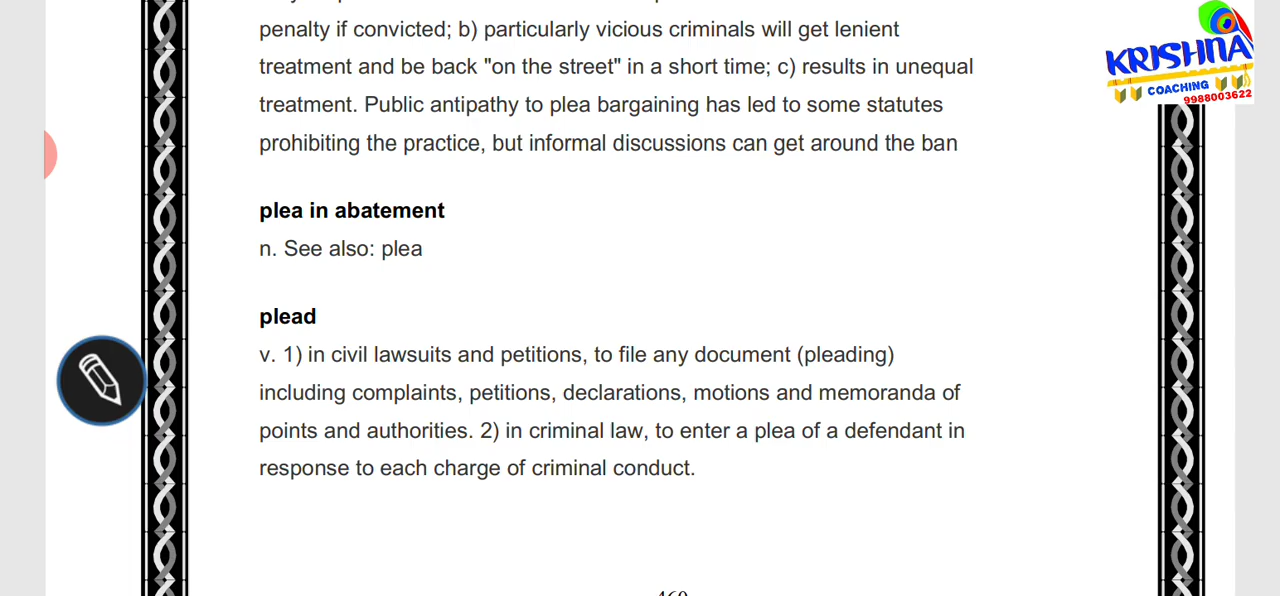 penalty if convicted; b) particularly vicious criminals will get lenient
treatment and be back "on the street" in a short time; c) results in unequal
treatment. Public antipathy to plea bargaining has led to some statutes
prohibiting the practice, but informal discussions can get around the ban
plea in abatement
n. See also: plea
plead
v. 1) in civil lawsuits and petitions, to file any document (pleading)
including complaints, petitions, declarations, motions and memoranda of
points and authorities. 2) in criminal law, to enter a plea of a defendant in
response to each charge of criminal conduct.
KRISHNA
COACHING
9988003622